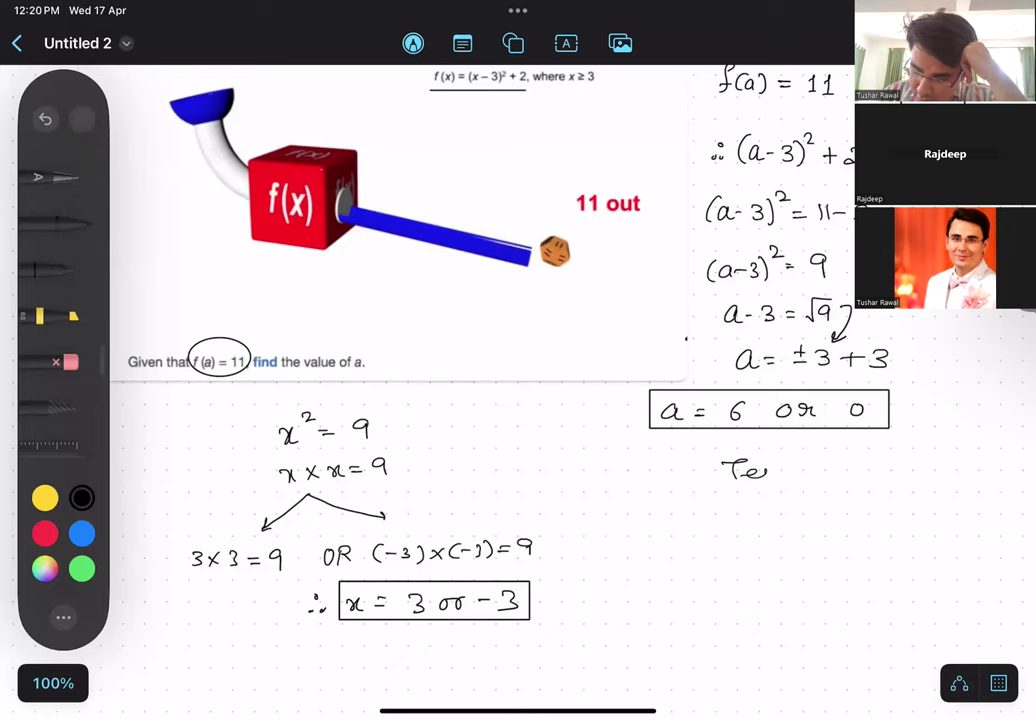 12:20 PM Wed 17 Apr
Untitled 2
f(x) = (x − 3)² + 2, where x ≥ 3
f(x)
f(x)
11 out
Given that f (a) = 11, find the value of a.
x² = 9
x × x = 9
3 × 3 = 9 OR (−3) × (−3) = 9
∴ x = 3 or − 3
f(a) = 11
∴ (a − 3)² +
(a − 3)² = 11 −
(a − 3)² = 9
a − 3 = √9
a = ± 3 + 3
a = 6 or 0
Te
Tushar Rawal
Rajdeep
Rajdeep
Tushar Rawal
A
A
100%